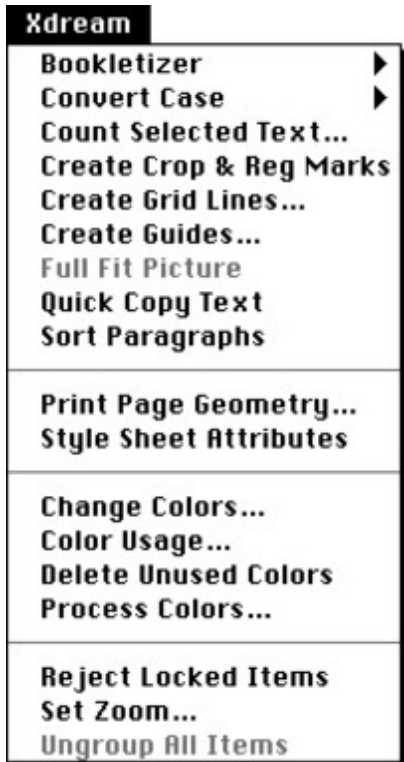 Xdream
Bookletizer
Convert Case
Count Selected Text...
Create Crop & Reg Marks
Create Grid Lines...
Create Guides...
Full Fit Picture
Quick Copy Text
Sort Paragraphs
Print Page Geometry...
Style Sheet Attributes
Change Colors...
Color Usage...
Delete Unused Colors
Process Colors...
Reject Locked Items
Set Zoom...
Ungroup All Items